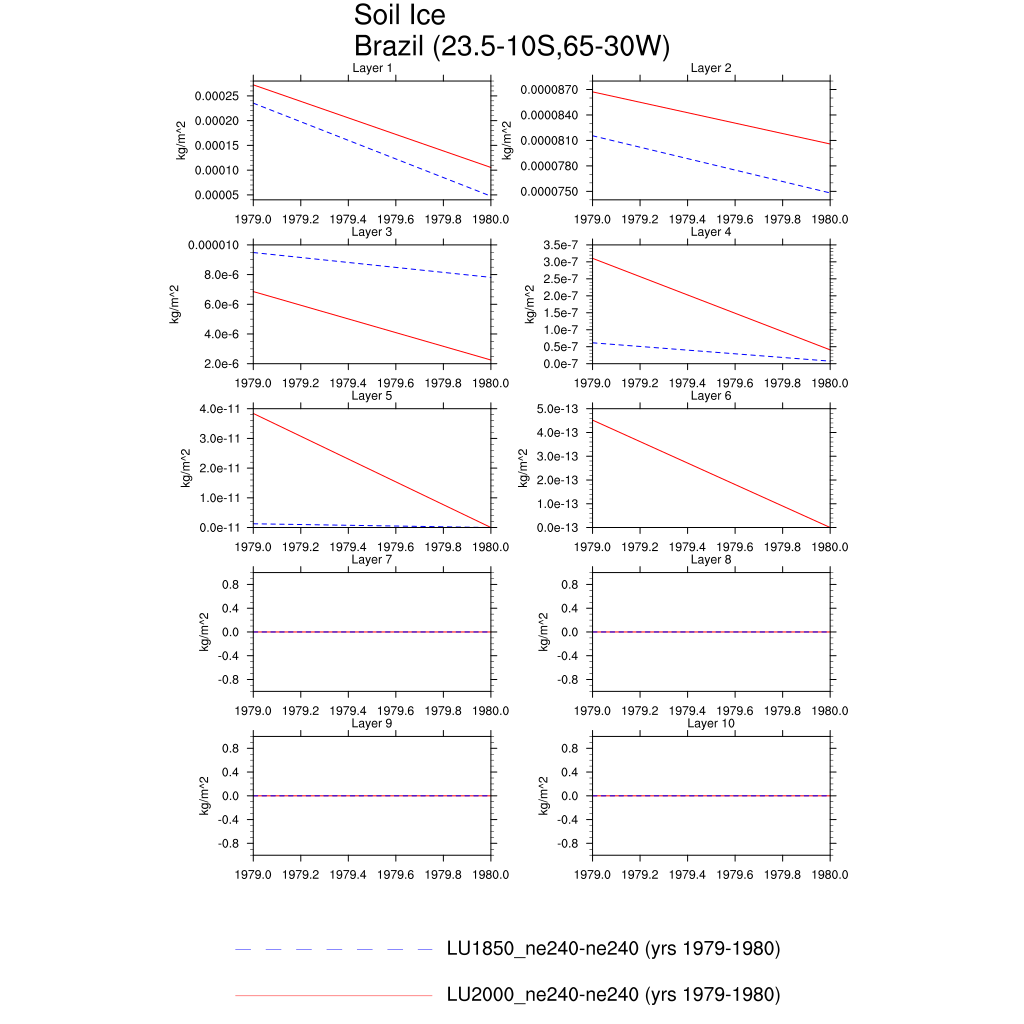 Soil Ice
Brazil (23.5-10S,65-30W)
Layer 1
Layer 2
0.00025
0.00020
0.00015
0.00010
0.00005
kg/m^2
1979.0 1979.2 1979.4 1979.6 1979.8 1980.0
0.0000870
0.0000840
0.0000810
0.0000780
0.0000750
kg/m^2
1979.0 1979.2 1979.4 1979.6 1979.8 1980.0
Layer 3
Layer 4
0.000010
8.0e-6
6.0e-6
4.0e-6
2.0e-6
kg/m^2
1979.0 1979.2 1979.4 1979.6 1979.8 1980.0
3.5e-7
3.0e-7
2.5e-7
2.0e-7
1.5e-7
1.0e-7
0.5e-7
0.0e-7
kg/m^2
1979.0 1979.2 1979.4 1979.6 1979.8 1980.0
Layer 5
Layer 6
4.0e-11
3.0e-11
2.0e-11
1.0e-11
0.0e-11
kg/m^2
1979.0 1979.2 1979.4 1979.6 1979.8 1980.0
5.0e-13
4.0e-13
3.0e-13
2.0e-13
1.0e-13
0.0e-13
kg/m^2
1979.0 1979.2 1979.4 1979.6 1979.8 1980.0
Layer 7
Layer 8
0.8
0.4
0.0
-0.4
-0.8
kg/m^2
1979.0 1979.2 1979.4 1979.6 1979.8 1980.0
0.8
0.4
0.0
-0.4
-0.8
kg/m^2
1979.0 1979.2 1979.4 1979.6 1979.8 1980.0
Layer 9
Layer 10
0.8
0.4
0.0
-0.4
-0.8
kg/m^2
1979.0 1979.2 1979.4 1979.6 1979.8 1980.0
0.8
0.4
0.0
-0.4
-0.8
kg/m^2
1979.0 1979.2 1979.4 1979.6 1979.8 1980.0
LU1850_ne240-ne240 (yrs 1979-1980)
LU2000_ne240-ne240 (yrs 1979-1980)